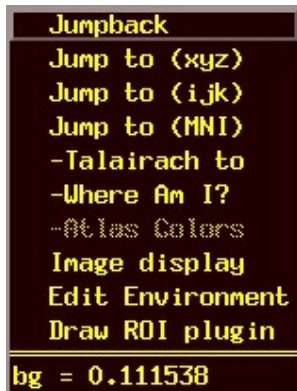 Jumpback
Jump to (xyz)
Jump to (ijk)
Jump to (MNI)
-Talairach to
-Where Am I?
-Atlas Colors
Image display
Edit Environment
Draw ROI plugin
bg = 0.111538